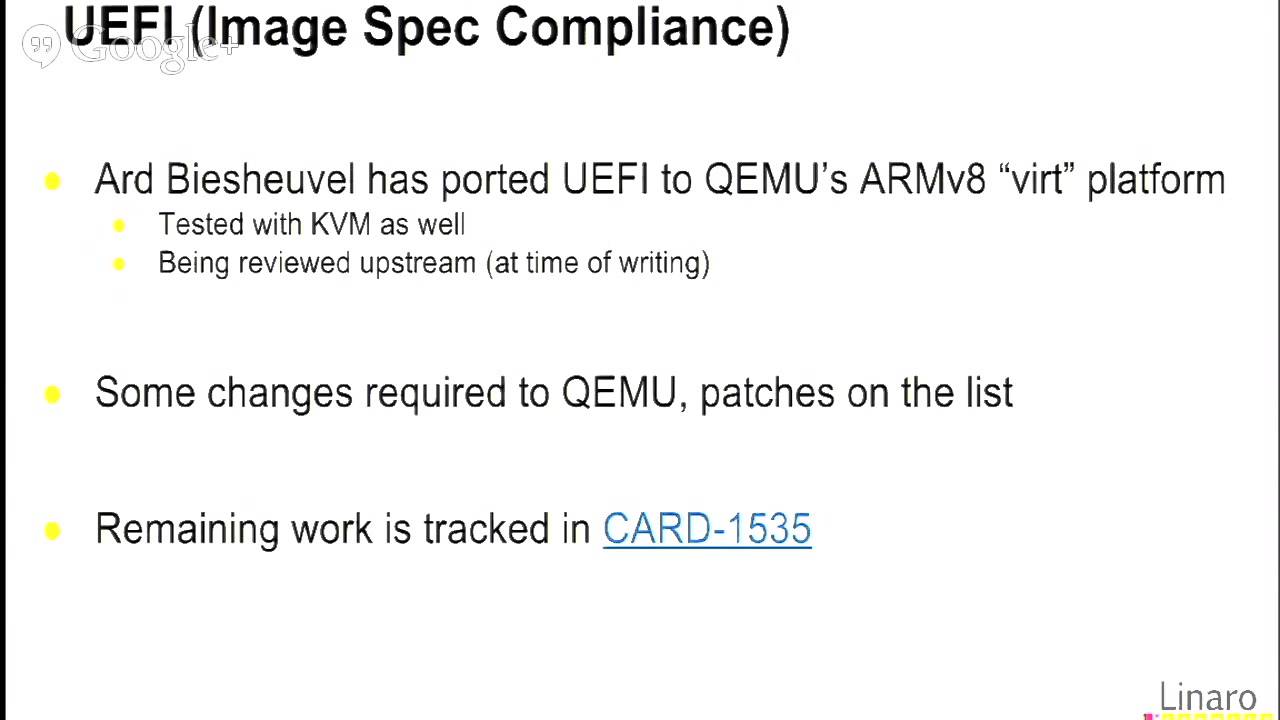 UEFI (Image Spec Compliance)
Google+
Ard Biesheuvel has ported UEFI to QEMU’s ARMv8 “virt” platform
Tested with KVM as well
Being reviewed upstream (at time of writing)
Some changes required to QEMU, patches on the list
Remaining work is tracked in CARD-1535
Linaro